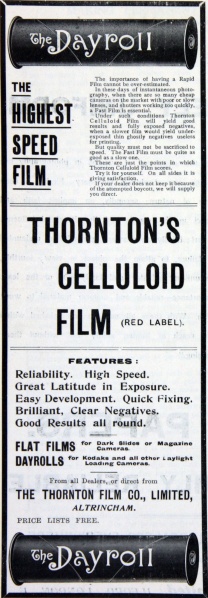 The Dayroll
THE
HIGHEST
SPEED
FILM.
The importance of having a Rapid
Film cannot be over-estimated.
In these days of instantaneous photo-
graphy, when there are so many cheap
cameras on the market with poor or slow
lenses, and shutters working too quickly,
a Fast Film is essential.
Under such conditions Thornton
Celluloid Film will yield good
results and fully exposed negatives,
when a slower film would yield under-
exposed thin ghostly negatives useless
for printing.
But quality must not be sacrificed to
speed. The Fast Film must be quite as
good as a slow one.
These are just the points in which
Thornton Celluloid Film scores.
Try it for yourself. On all sides it is
giving satisfaction.
If your dealer does not keep it because
of the attempted boycott, we will supply
you direct.
THORNTON'S
CELLULOID
FILM (RED LABEL).
FEATURES:
Reliability. High Speed.
Great Latitude in Exposure.
Easy Development. Quick Fixing.
Brilliant, Clear Negatives.
Good Results all round.
FLAT FILMS for Dark Slides or Magazine
Cameras.
DAYROLLS for Kodaks and all other Daylight
Loading Cameras.
From all Dealers, or direct from
THE THORNTON FILM CO., LIMITED,
ALTRINCHAM.
PRICE LISTS FREE.
The Dayroll